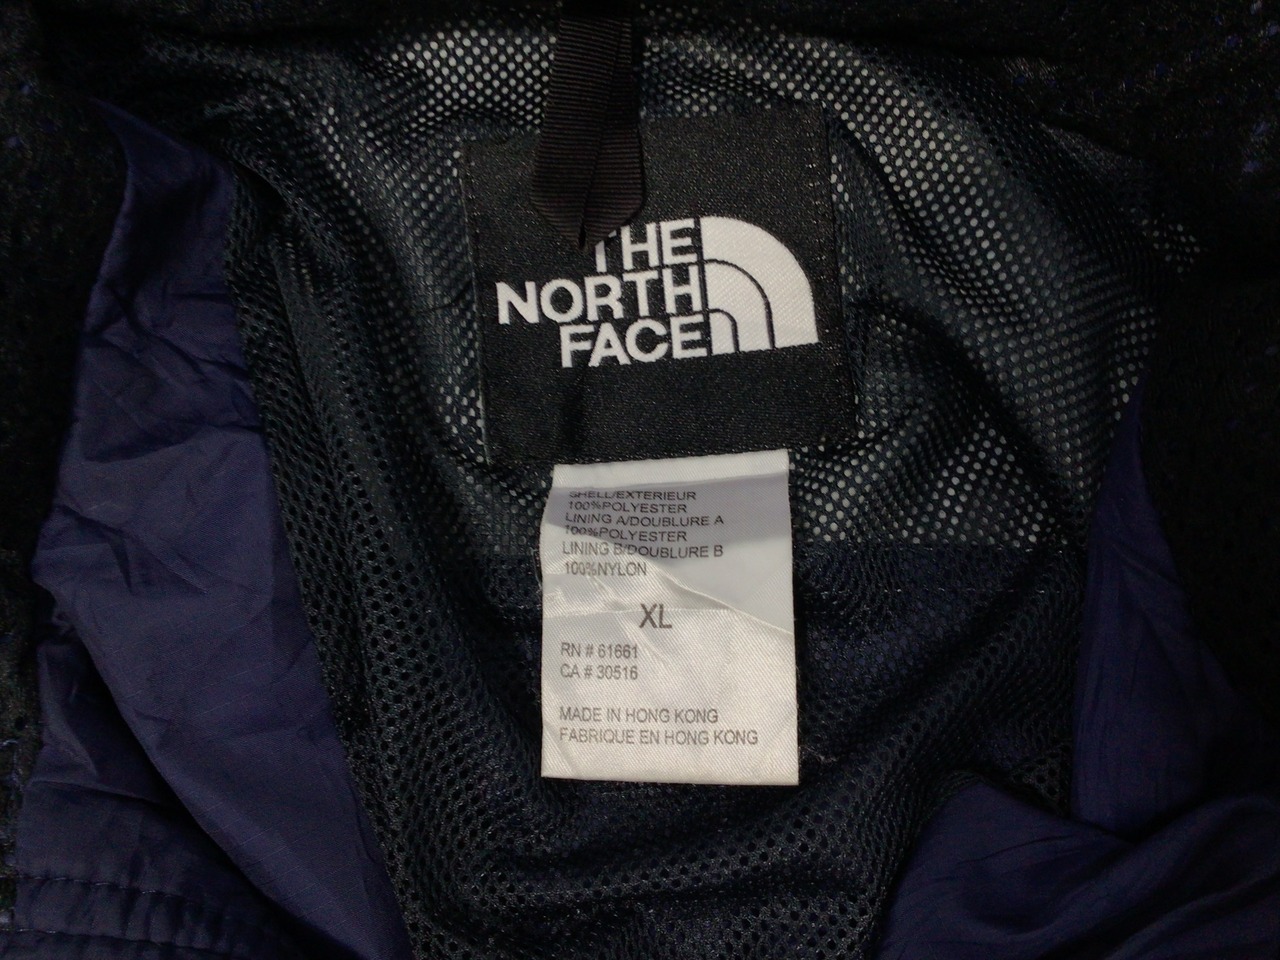 THE
NORTH
FACE
SHELL/EXTERIEUR
100%POLYESTER
LINING A/DOUBLURE A
100%POLYESTER
LINING B/DOUBLURE B
100%NYLON
XL
RN # 61661
CA # 30516
MADE IN HONG KONG
FABRIQUE EN HONG KONG